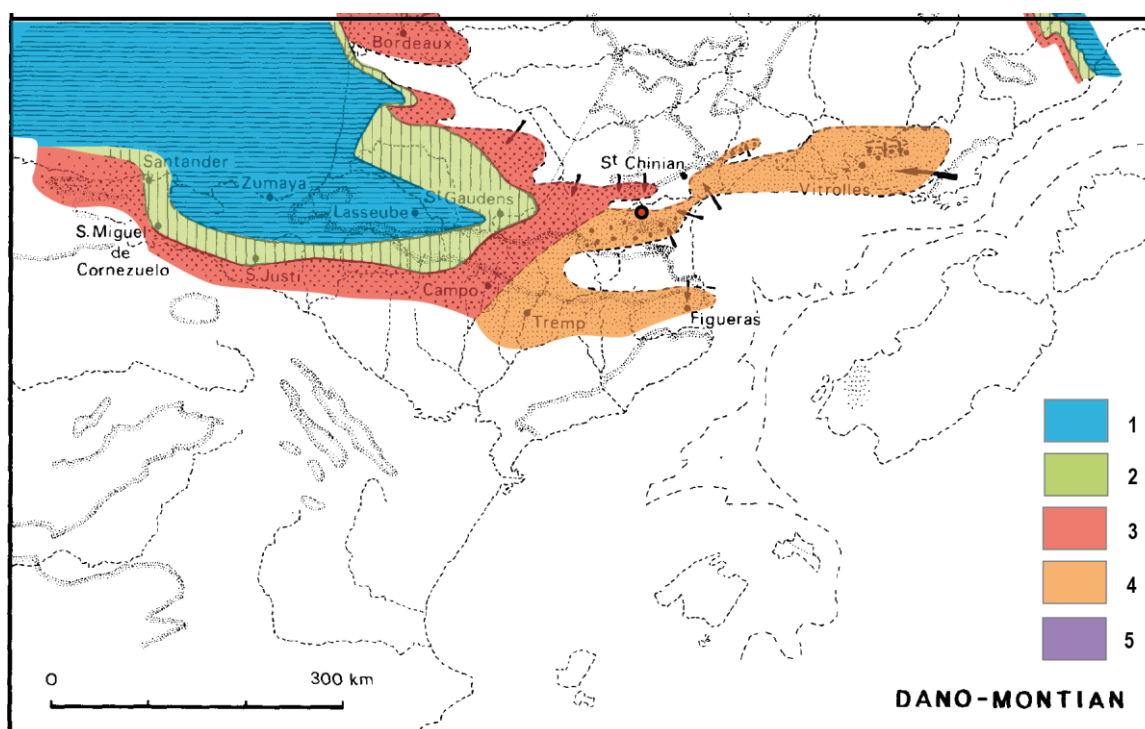 Bordeaux
Santander
Zumaya
Lasseube
St Gaudens
St Chinian
Vitrolles
S. Miguel
de
Cornezuelo
S. Justi
Campo
Tremp
Figueras
1
2
3
4
5
0 300 km
DANO-MONTIAN